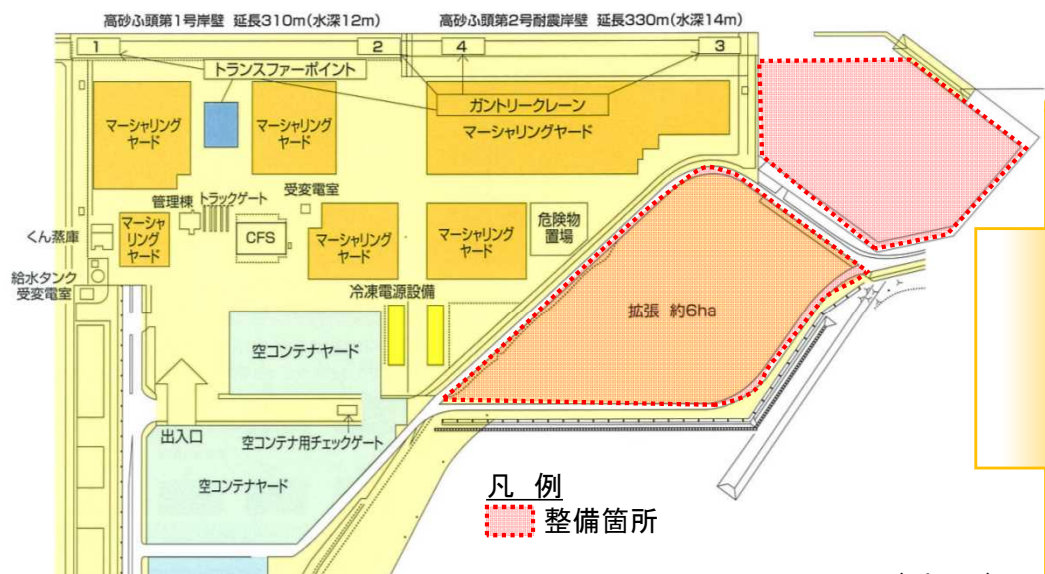 高砂ふ頭第1号岸壁 延長310m(水深12m)
高砂ふ頭第2号耐震岸壁 延長330m(水深14m)
1
2
4
3
トランスファーポイント
ガントリークレーン
マーシャリング
ヤード
マーシャリング
ヤード
マーシャリングヤード
受変電室
管理棟
トラックゲート
くん蒸庫
マーシャ
リング
ヤード
CFS
マーシャリング
ヤード
マーシャリング
ヤード
危険物
置場
給水タンク
受変電室
冷凍電源設備
拡張 約6ha
空コンテナヤード
出入口
空コンテナ用チェックゲート
空コンテナヤード
凡 例
整備箇所